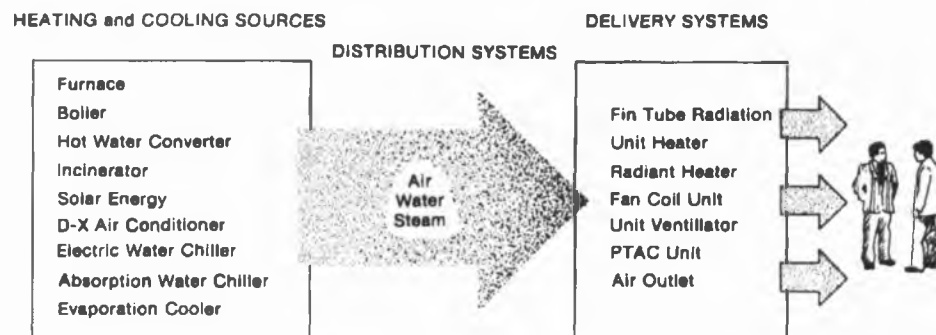 HEATING and COOLING SOURCES
Furnace
Boiler
Hot Water Converter
Incinerator
Solar Energy
D-X Air Conditioner
Electric Water Chiller
Absorption Water Chiller
Evaporation Cooler
DISTRIBUTION SYSTEMS
Air
Water
Steam
DELIVERY SYSTEMS
Fin Tube Radiation
Unit Heater
Radiant Heater
Fan Coil Unit
Unit Ventillator
PTAC Unit
Air Outlet